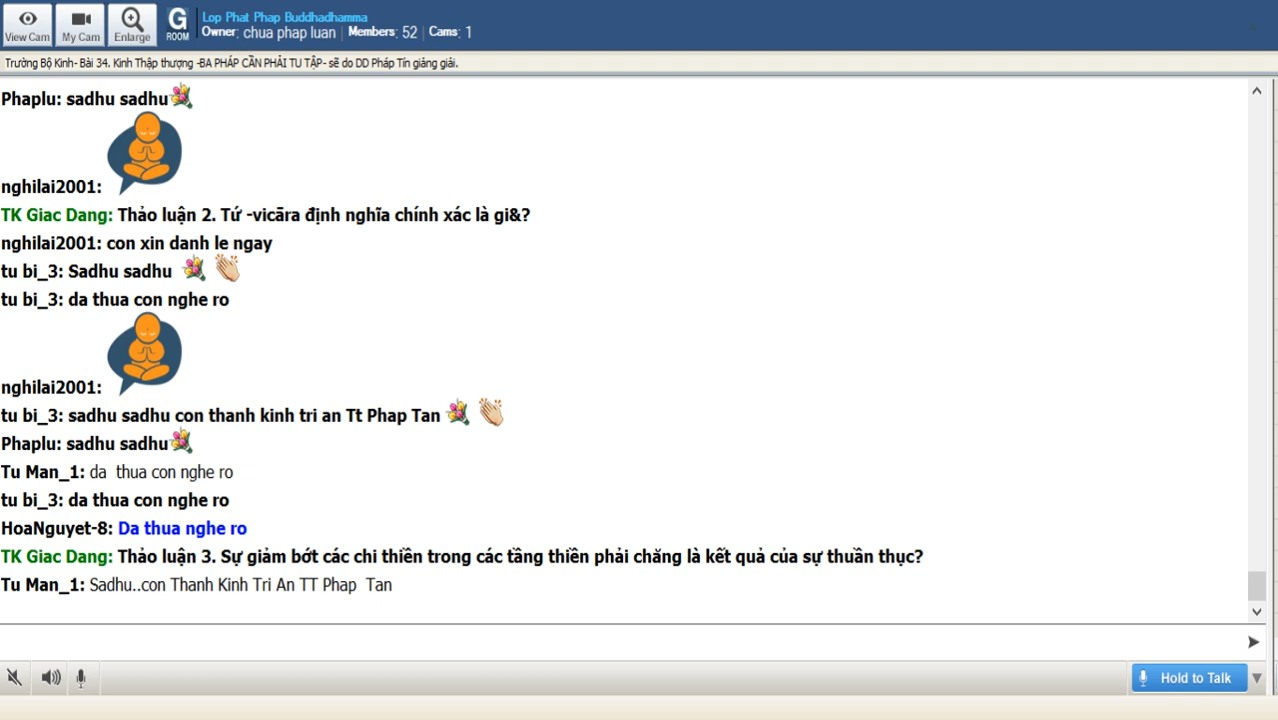 View Cam
My Cam
Enlarge
G
ROOM
Lop Phat Phap Buddhadhamma
Owner: chua phap luan | Members: 52 | Cams: 1
Trường Bộ Kinh- Bài 34. Kinh Thập thượng -BA PHÁP CẦN PHẢI TU TẬP- sẽ do DD Pháp Tín giảng giải.
Phaplu: sadhu sadhu
nghilai2001:
TK Giac Dang: Thảo luận 2. Tứ -vicāra định nghĩa chính xác là gi&?
nghilai2001: con xin danh le ngay
tu bi_3: Sadhu sadhu
tu bi_3: da thua con nghe ro
nghilai2001:
tu bi_3: sadhu sadhu con thanh kinh tri an Tt Phap Tan
Phaplu: sadhu sadhu
Tu Man_1: da thua con nghe ro
tu bi_3: da thua con nghe ro
HoaNguyet-8: Da thua nghe ro
TK Giac Dang: Thảo luận 3. Sự giảm bớt các chi thiền trong các tầng thiền phải chăng là kết quả của sự thuần thục?
Tu Man_1: Sadhu..con Thanh Kinh Tri An TT Phap Tan
Hold to Talk